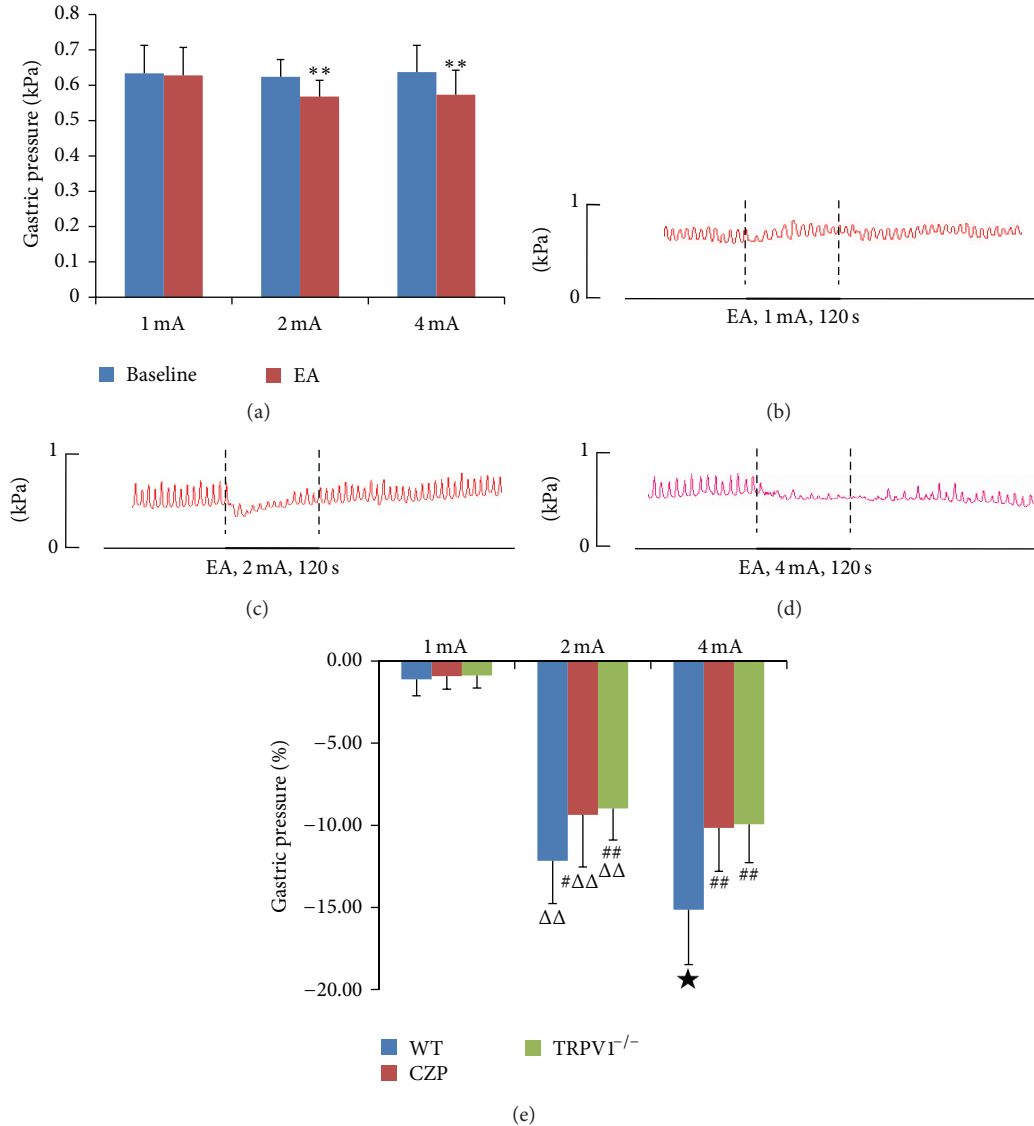 0.8
0.7
0.6
0.5
0.4
0.3
0.2
0.1
0
Gastric pressure (kPa)
** **
1 mA 2 mA 4 mA
Baseline EA
(a)
1
0
(kPa)
EA, 1 mA, 120 s
(b)
1
0
(kPa)
EA, 2 mA, 120 s
(c)
1
0
(kPa)
EA, 4 mA, 120 s
(d)
1 mA 2 mA 4 mA
0.00
−5.00
−10.00
−15.00
−20.00
Gastric pressure (%)
ΔΔ
#ΔΔ
##
ΔΔ
★
##
##
WT TRPV1−/−
CZP
(e)